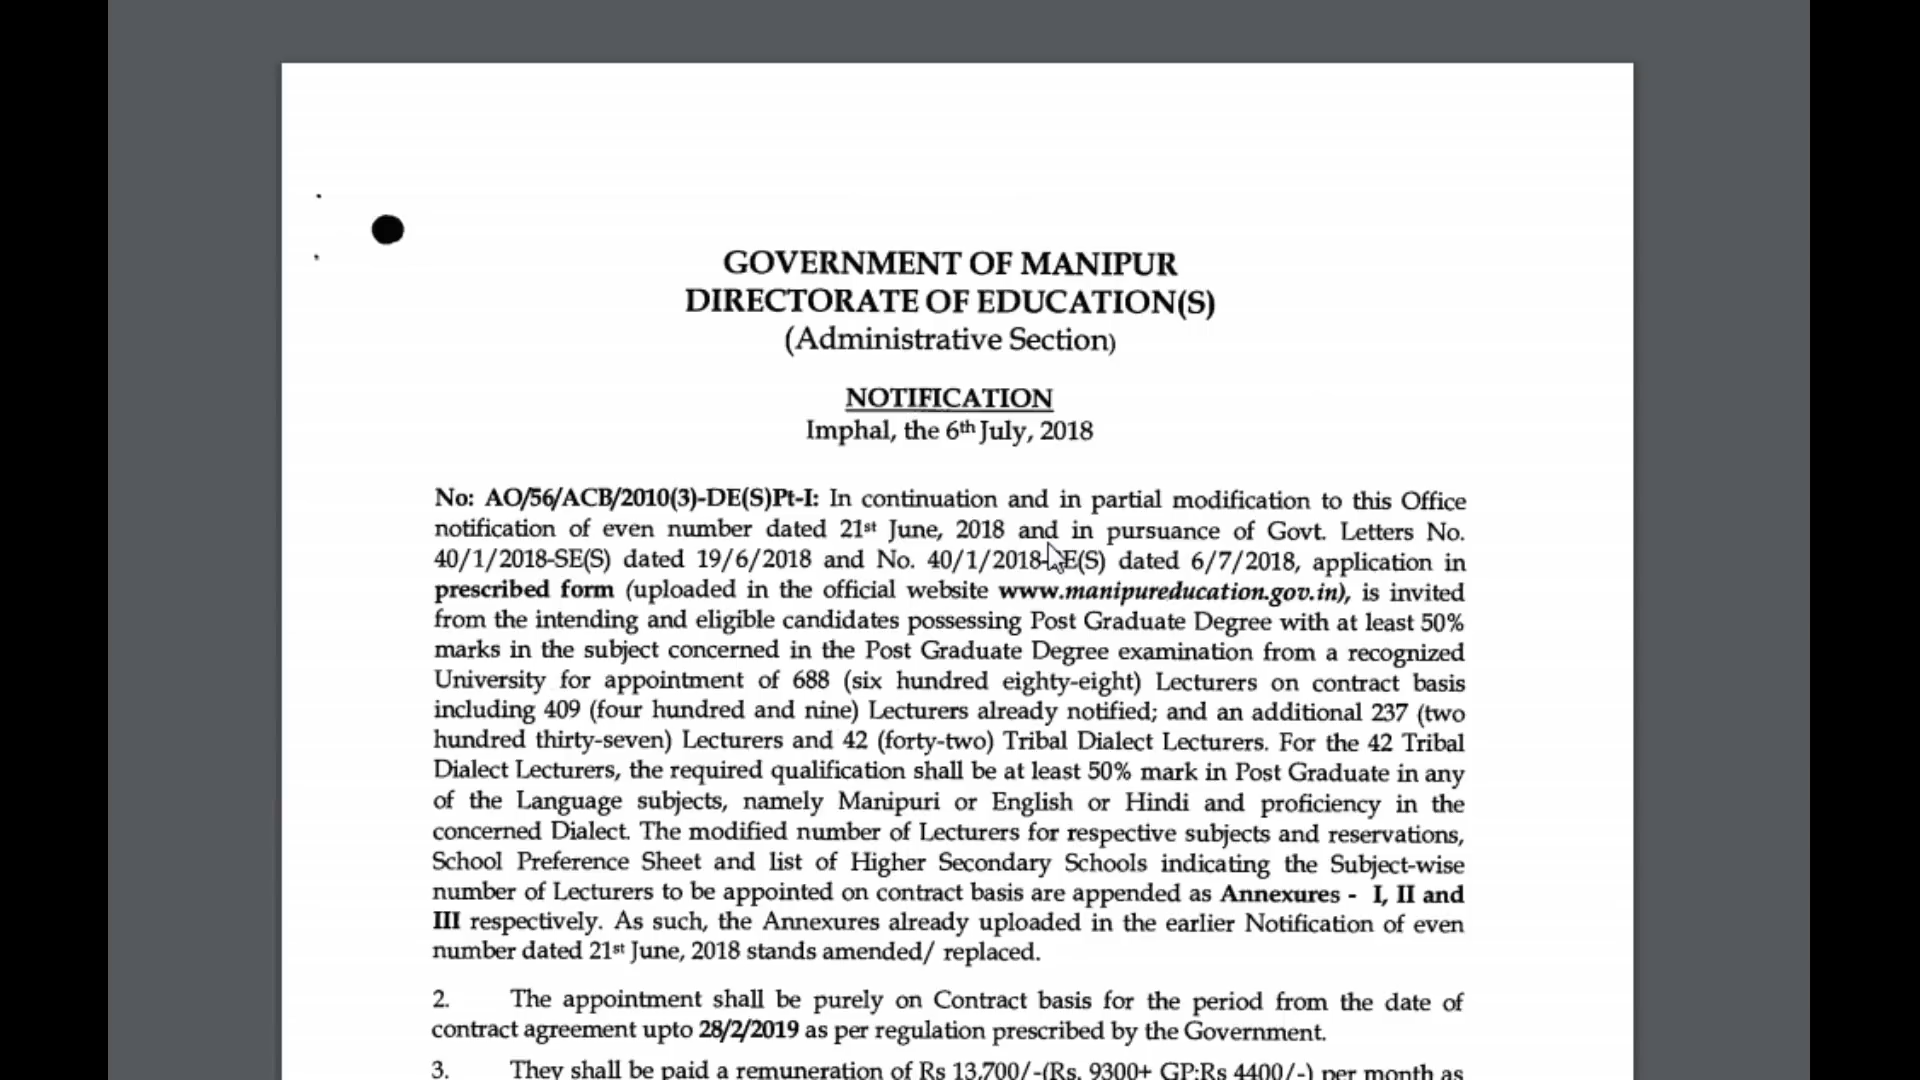 GOVERNMENT OF MANIPUR
DIRECTORATE OF EDUCATION(S)
(Administrative Section)
NOTIFICATION
Imphal, the 6th July, 2018
No: AO/56/ACB/2010(3)-DE(S)Pt-I: In continuation and in partial modification to this Office
notification of even number dated 21st June, 2018 and in pursuance of Govt. Letters No.
40/1/2018-SE(S) dated 19/6/2018 and No. 40/1/2018-SE(S) dated 6/7/2018, application in
prescribed form (uploaded in the official website www.manipureducation.gov.in), is invited
from the intending and eligible candidates possessing Post Graduate Degree with at least 50%
marks in the subject concerned in the Post Graduate Degree examination from a recognized
University for appointment of 688 (six hundred eighty-eight) Lecturers on contract basis
including 409 (four hundred and nine) Lecturers already notified; and an additional 237 (two
hundred thirty-seven) Lecturers and 42 (forty-two) Tribal Dialect Lecturers. For the 42 Tribal
Dialect Lecturers, the required qualification shall be at least 50% mark in Post Graduate in any
of the Language subjects, namely Manipuri or English or Hindi and proficiency in the
concerned Dialect. The modified number of Lecturers for respective subjects and reservations,
School Preference Sheet and list of Higher Secondary Schools indicating the Subject-wise
number of Lecturers to be appointed on contract basis are appended as Annexures - I, II and
III respectively. As such, the Annexures already uploaded in the earlier Notification of even
number dated 21st June, 2018 stands amended/ replaced.
2. The appointment shall be purely on Contract basis for the period from the date of
contract agreement upto 28/2/2019 as per regulation prescribed by the Government.
3. They shall be paid a remuneration of Rs 13,700/-(Rs. 9300+ GP:Rs 4400/-) per month as